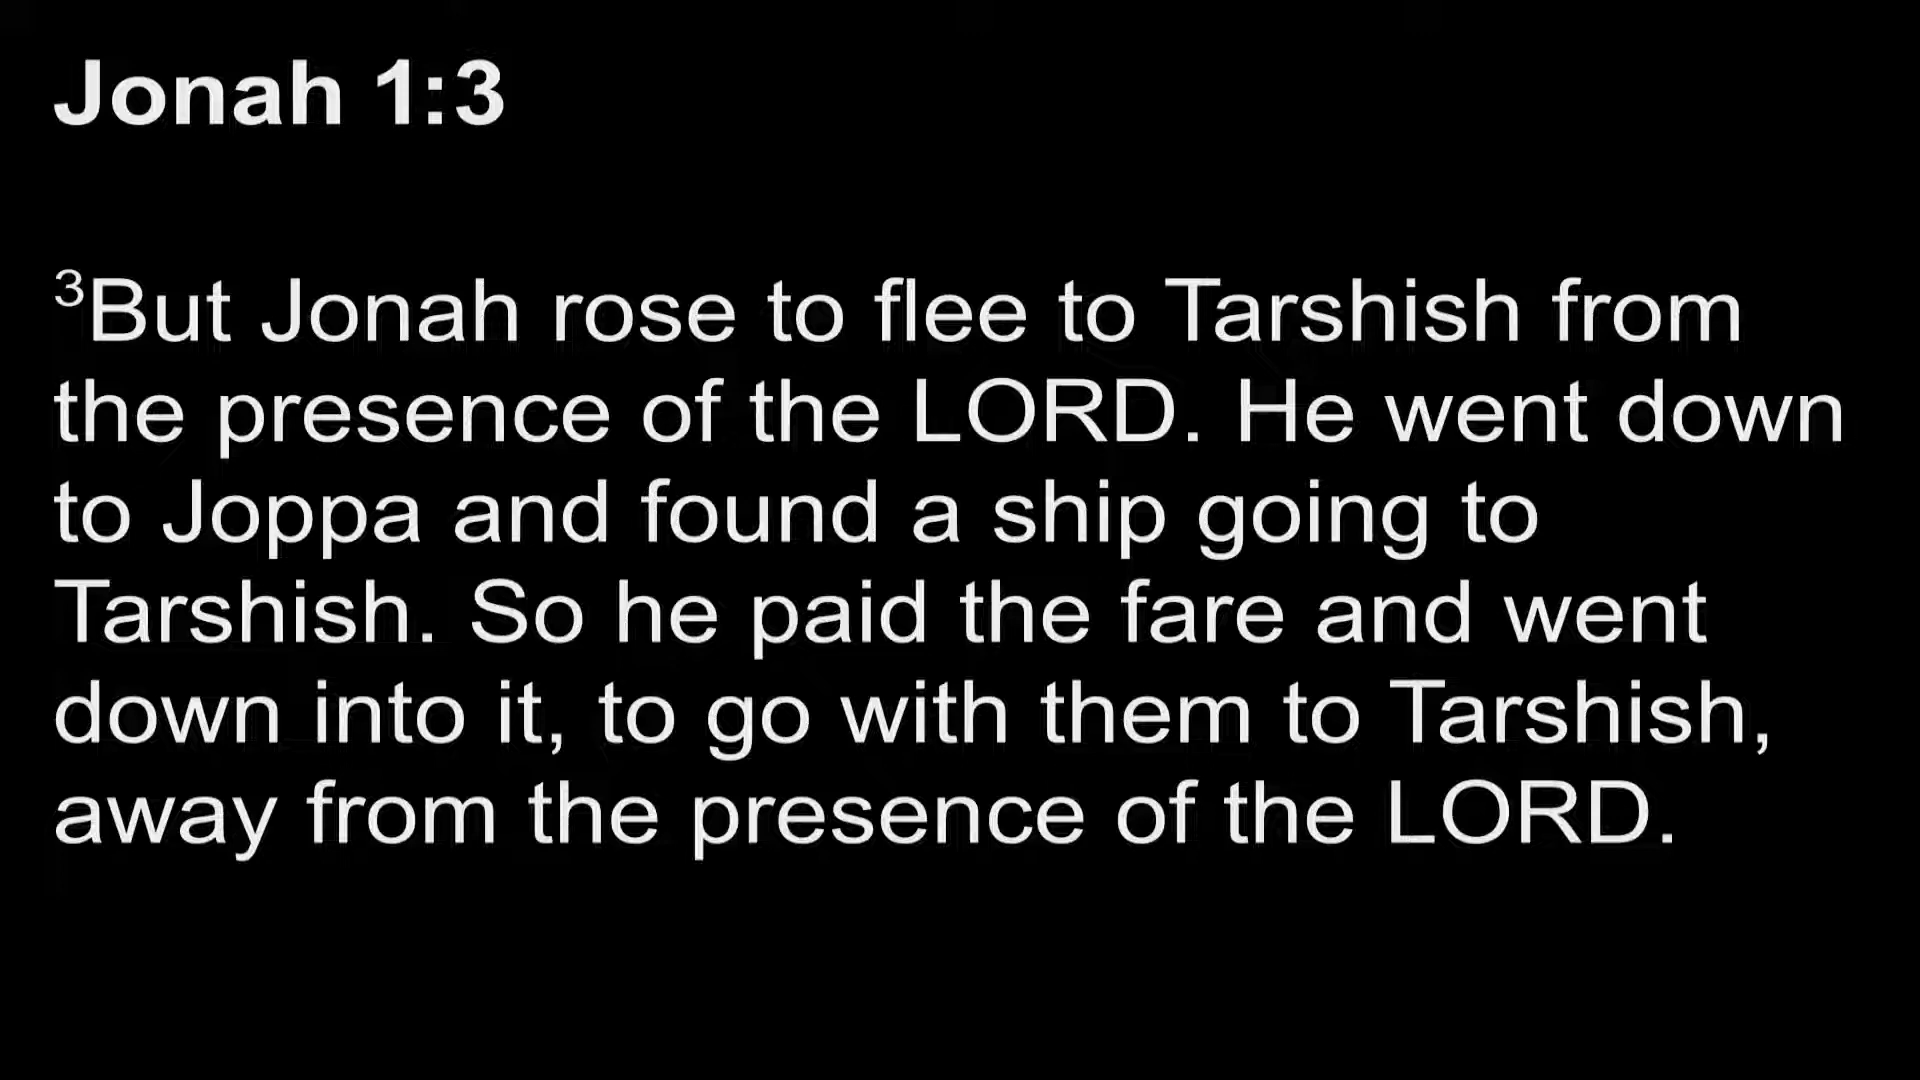 Jonah 1:3
³But Jonah rose to flee to Tarshish from
the presence of the LORD. He went down
to Joppa and found a ship going to
Tarshish. So he paid the fare and went
down into it, to go with them to Tarshish,
away from the presence of the LORD.